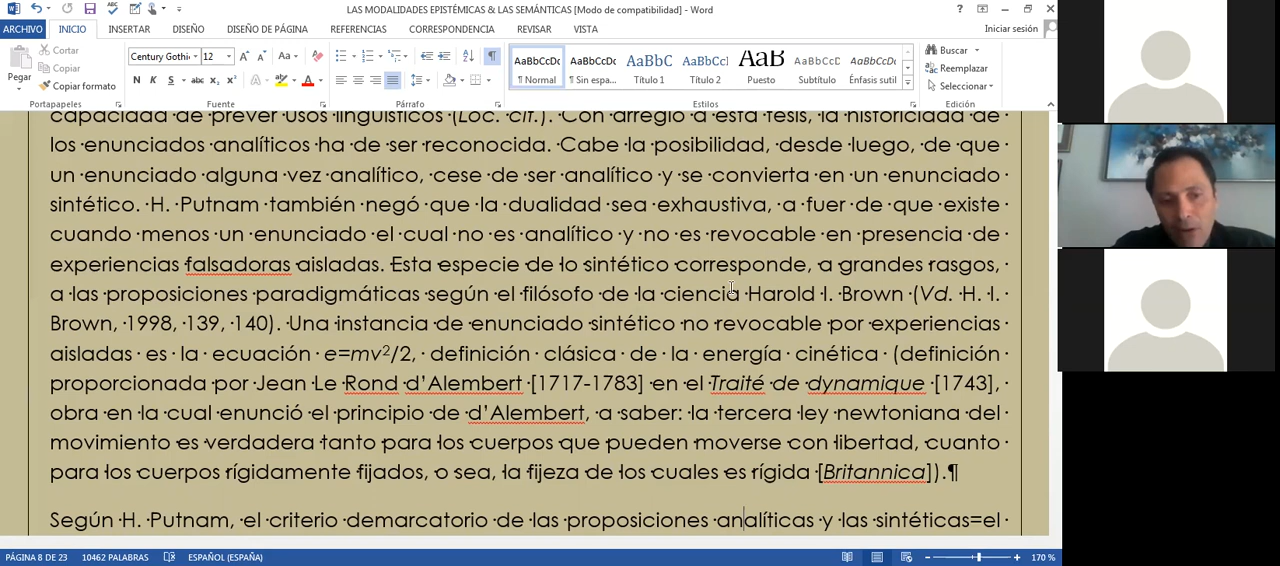 LAS MODALIDADES EPISTÉMICAS & LAS SEMÁNTICAS [Modo de compatibilidad] - Word
ARCHIVO INICIO INSERTAR DISEÑO DISEÑO DE PÁGINA REFERENCIAS CORRESPONDENCIA REVISAR VISTA Iniciar sesión
Pegar
Cortar
Copiar
Copiar formato
Portapapeles
Century Gothi 12
Fuente
Párrafo
AaBbCcDc AaBbCcDc AaBbC AaBbCcI AaB AaBbCcD AaBbCcDc
¶ Normal ¶ Sin espa... Título 1 Título 2 Puesto Subtítulo Énfasis sutil
Estilos
Buscar
Reemplazar
Seleccionar
Edición
capacidad de prever usos lingüísticos (Loc. cit.). Con arreglo a esta tesis, la historicidad de
los enunciados analíticos ha de ser reconocida. Cabe la posibilidad, desde luego, de que
un enunciado alguna vez analítico, cese de ser analítico y se convierta en un enunciado
sintético. H. Putnam también negó que la dualidad sea exhaustiva, a fuer de que existe
cuando menos un enunciado el cual no es analítico y no es revocable en presencia de
experiencias falsadoras aisladas. Esta especie de lo sintético corresponde, a grandes rasgos,
a las proposiciones paradigmáticas según el filósofo de la ciencia Harold I. Brown (Vd. H. I.
Brown, 1998, 139, 140). Una instancia de enunciado sintético no revocable por experiencias
aisladas es la ecuación e=mv²/2, definición clásica de la energía cinética (definición
proporcionada por Jean Le Rond d’Alembert [1717-1783] en el Traité de dynamique [1743],
obra en la cual enunció el principio de d’Alembert, a saber: la tercera ley newtoniana del
movimiento es verdadera tanto para los cuerpos que pueden moverse con libertad, cuanto
para los cuerpos rígidamente fijados, o sea, la fijeza de los cuales es rígida [Britannica]).¶
Según H. Putnam, el criterio demarcatorio de las proposiciones analíticas y las sintéticas=el
PÁGINA 8 DE 23 10462 PALABRAS ESPAÑOL (ESPAÑA) 170 %